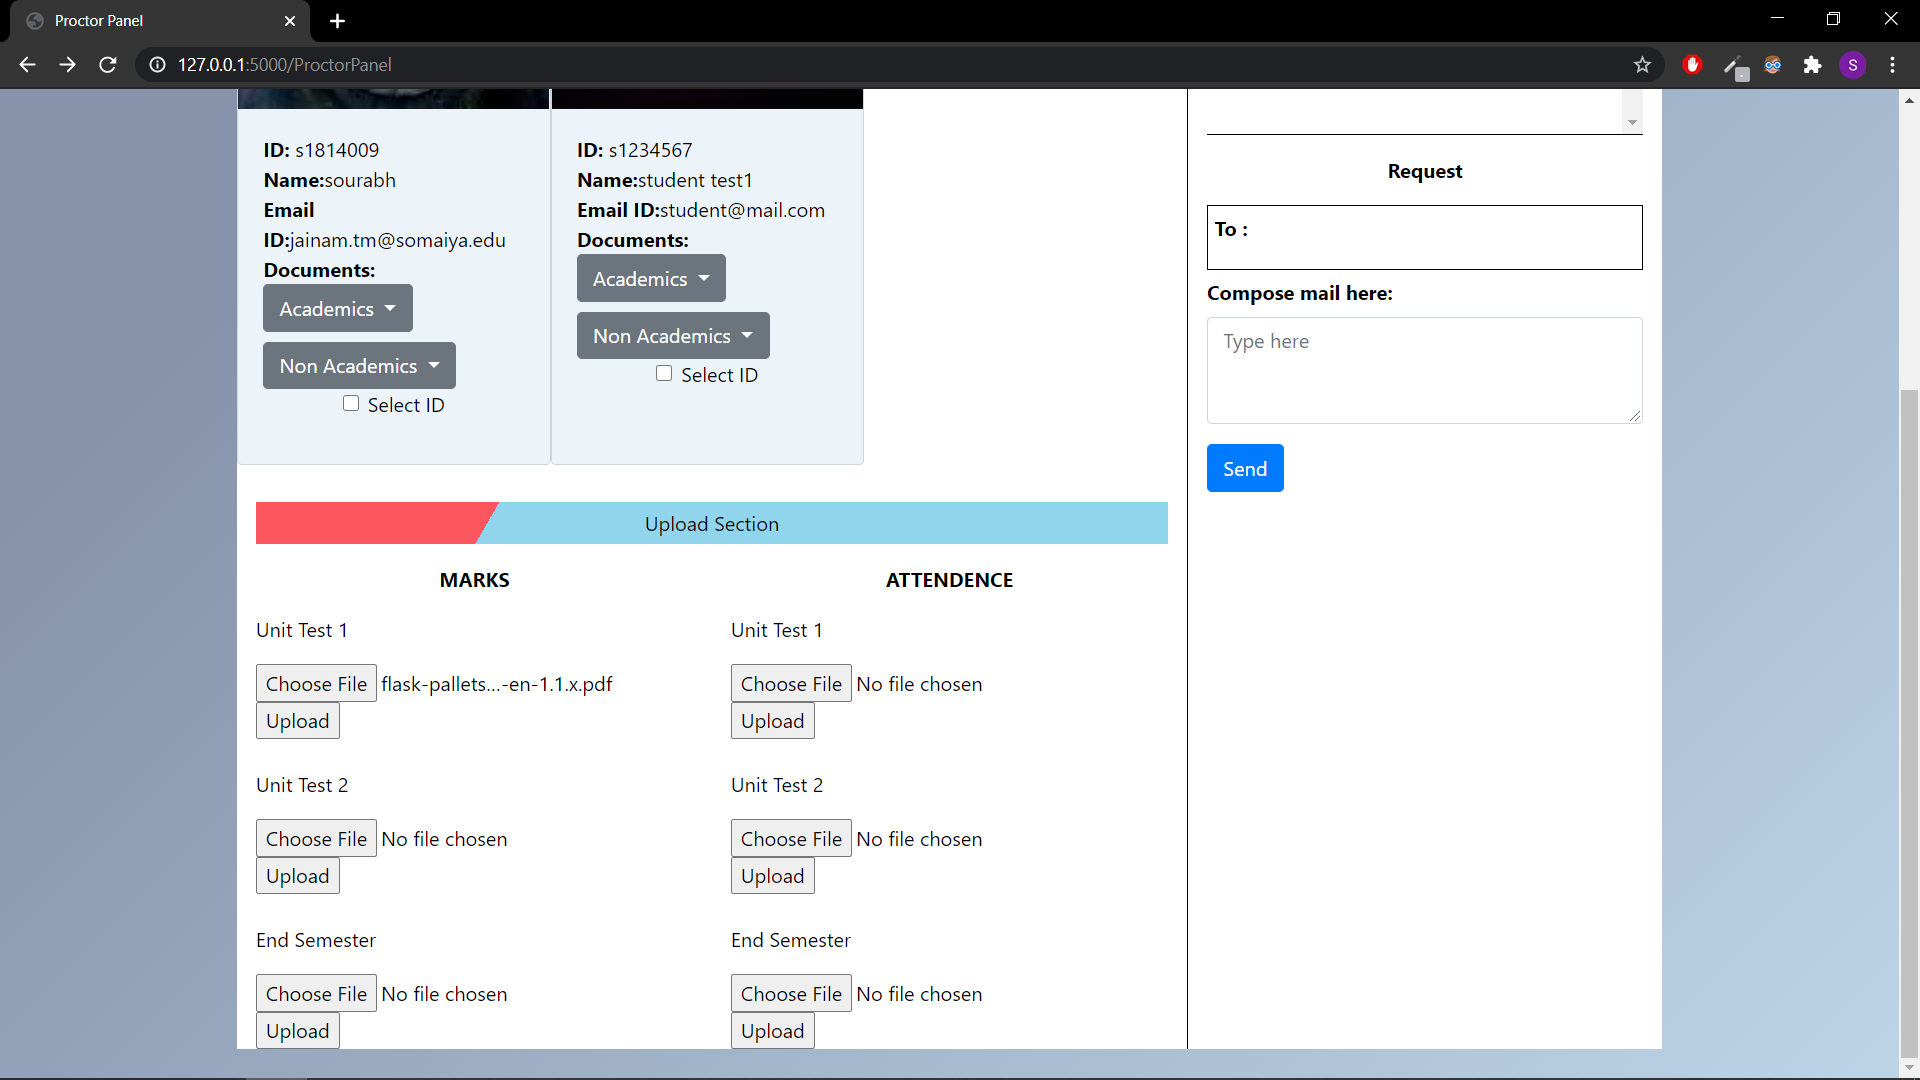 Proctor Panel
127.0.0.1:5000/ProctorPanel
S
ID: s1814009
Name:sourabh
Email
ID:jainam.tm@somaiya.edu
Documents:
Academics
Non Academics
Select ID
ID: s1234567
Name:student test1
Email ID:student@mail.com
Documents:
Academics
Non Academics
Select ID
Request
To :
Compose mail here:
Type here
Send
Upload Section
MARKS
Unit Test 1
Choose File flask-pallets...-en-1.1.x.pdf
Upload
Unit Test 2
Choose File No file chosen
Upload
End Semester
Choose File No file chosen
Upload
ATTENDENCE
Unit Test 1
Choose File No file chosen
Upload
Unit Test 2
Choose File No file chosen
Upload
End Semester
Choose File No file chosen
Upload